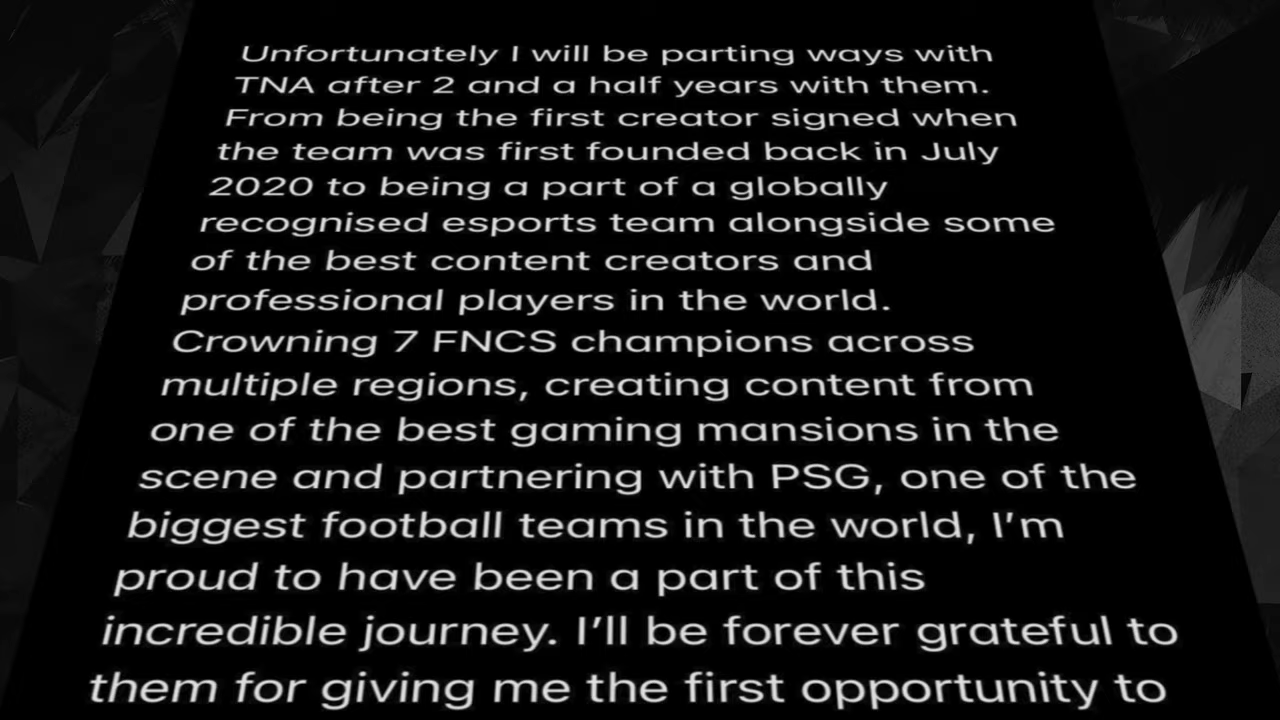 Unfortunately I will be parting ways with
TNA after 2 and a half years with them.
From being the first creator signed when
the team was first founded back in July
2020 to being a part of a globally
recognised esports team alongside some
of the best content creators and
professional players in the world.
Crowning 7 FNCS champions across
multiple regions, creating content from
one of the best gaming mansions in the
scene and partnering with PSG, one of the
biggest football teams in the world, I’m
proud to have been a part of this
incredible journey. I’ll be forever grateful to
them for giving me the first opportunity to